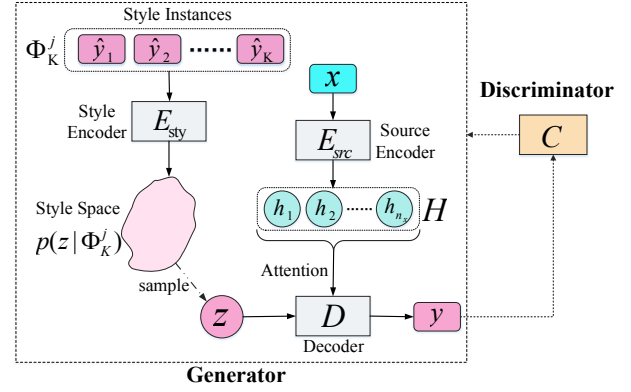 Style Instances
Φ_K^j ŷ_1 ŷ_2 ⋯⋯ ŷ_K
x
Discriminator
Style
Encoder
E_sty
E_src
Source
Encoder
C
Style Space
p(z | Φ_K^j)
h_1 h_2 ⋯⋯ h_{n_x} H
Attention
sample
z
D
y
Decoder
Generator